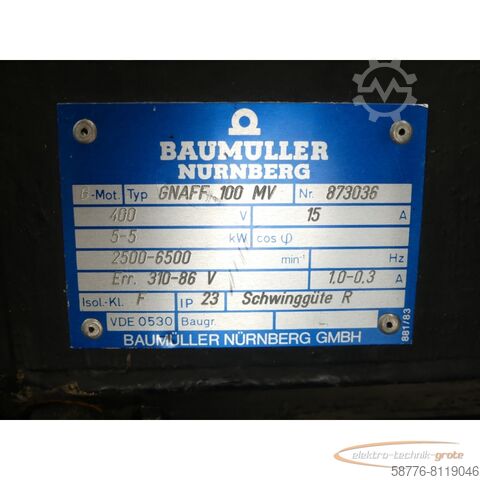 BAUMÜLLER
NÜRNBERG
G-Mot. Typ GNAFF 100 MV Nr. 873036
400 V 15 A
5-5 kW cos φ
2500-6500 min⁻¹ Hz
Err. 310-86 V 1.0-0.3 A
Isol.-Kl. F IP 23 Schwinggüte R
VDE 0530 Baugr.
BAUMÜLLER NÜRNBERG GMBH
881/83
elektro-technik-grote
58776-8119046